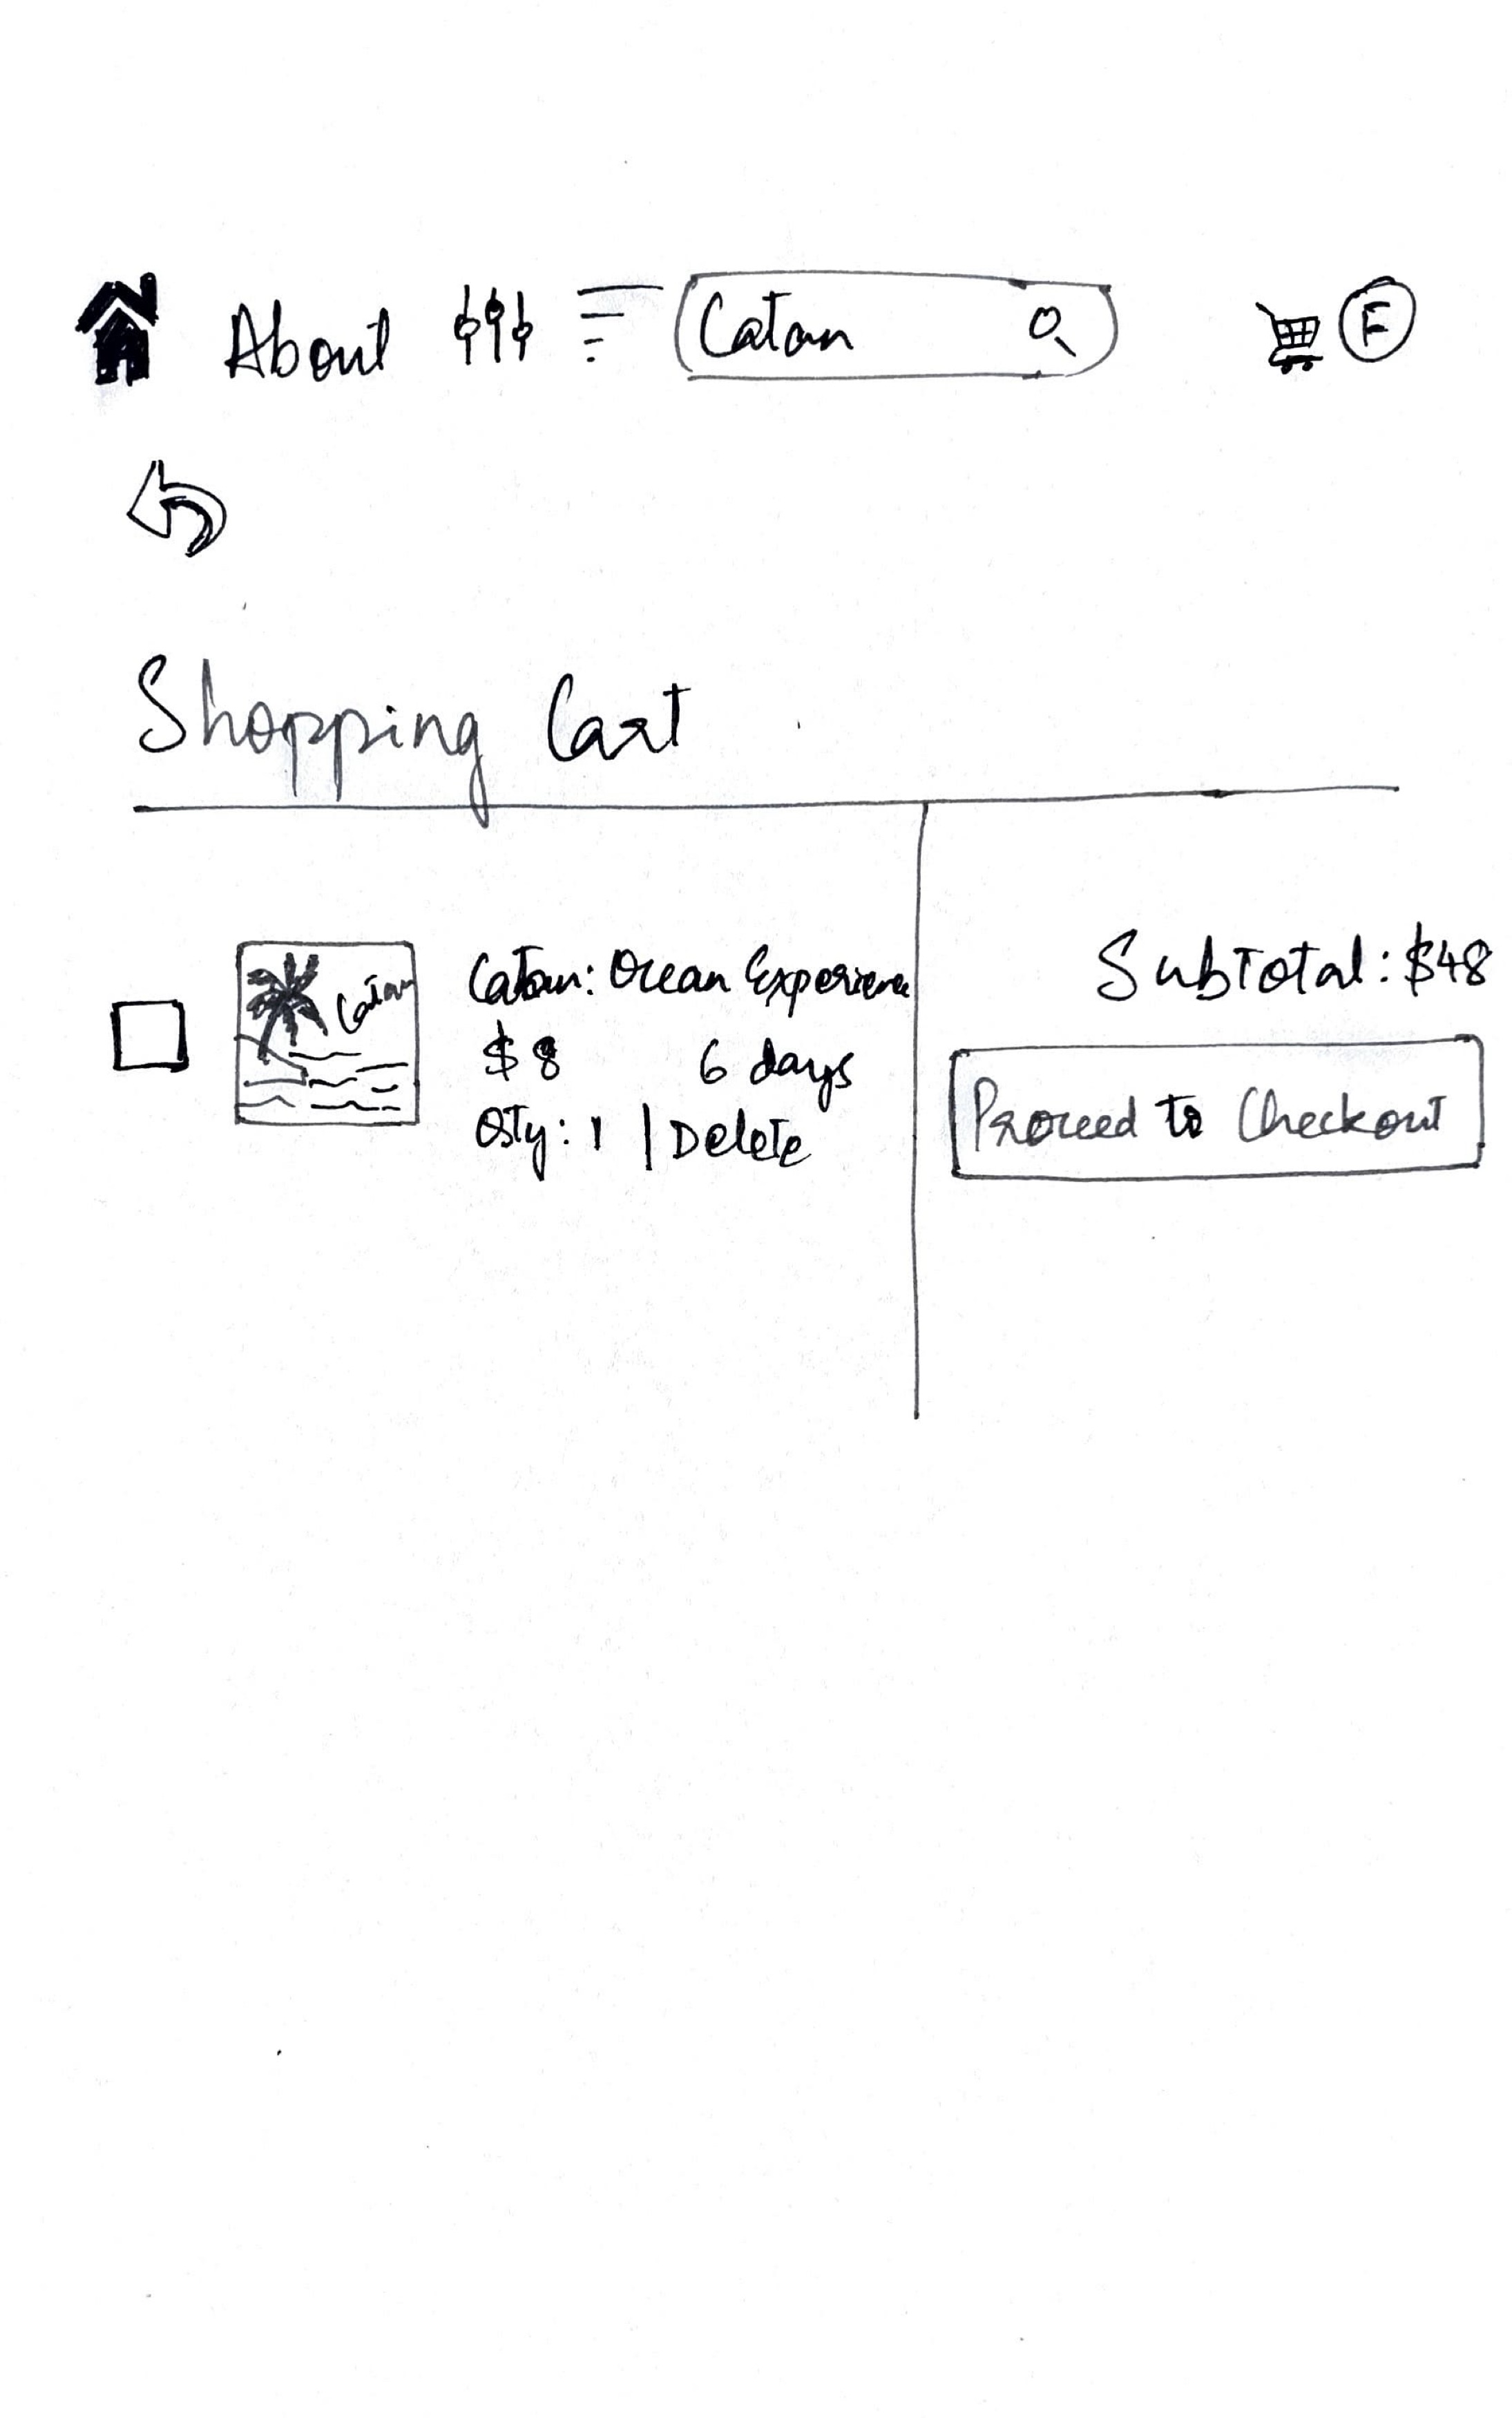 About Catan F
Shopping Cart
Catan
Catan: Ocean Experience
$8 6 days
Qty: 1 | Delete
Subtotal: $48
Proceed to Checkout